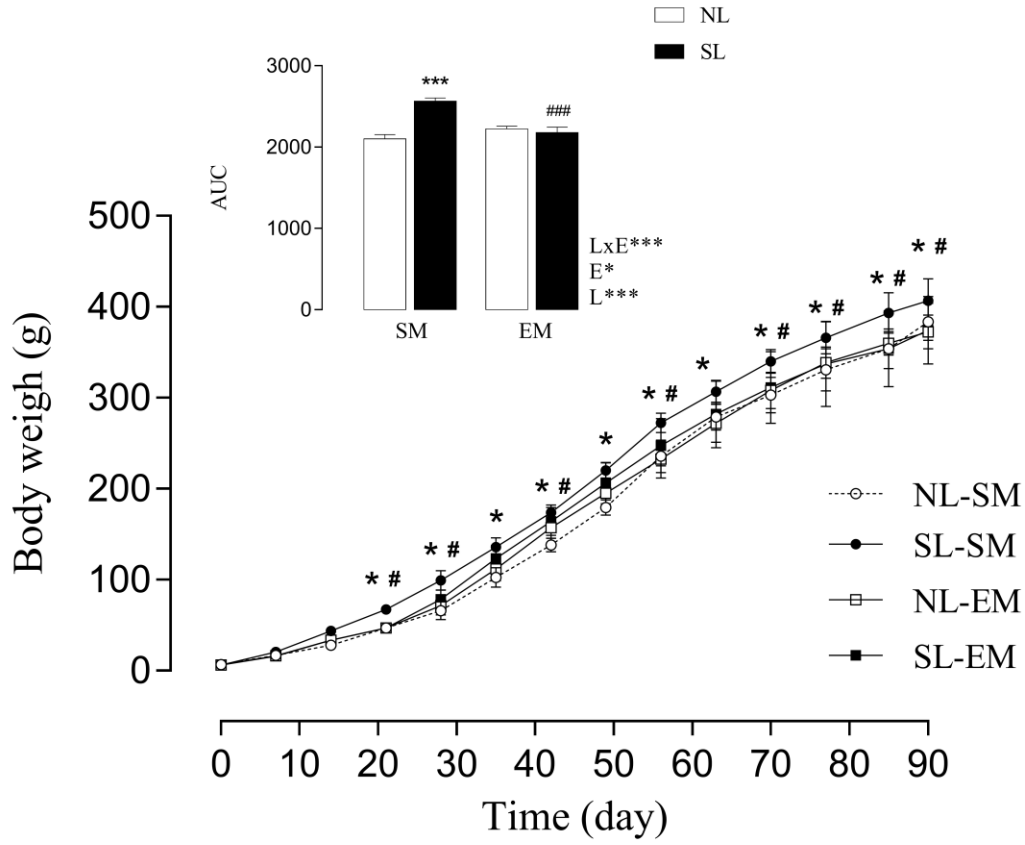 NL
SL
3000
2000
1000
0
AUC
***
###
SM
EM
LxE***
E*
L***
500
400
300
200
100
0
Body weigh (g)
* #
* #
*
* #
*
* #
*
* #
* #
* #
* #
NL-SM
SL-SM
NL-EM
SL-EM
0 10 20 30 40 50 60 70 80 90
Time (day)